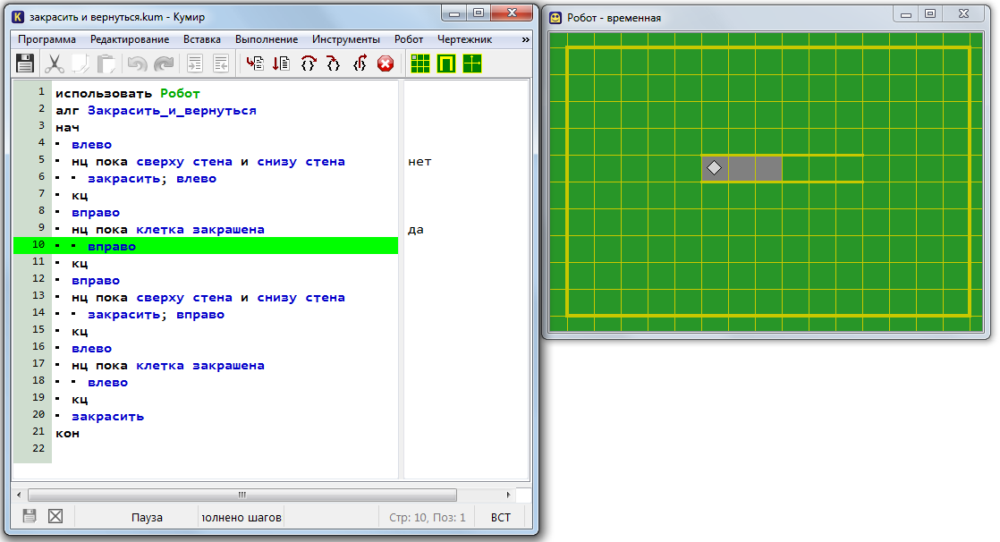 закрасить и вернуться.kum - Кумир
Программа Редактирование Вставка Выполнение Инструменты Робот Чертежник »
1 использовать Робот
2 алг Закрасить_и_вернуться
3 нач
4 влево
5 нц пока сверху стена и снизу стена нет
6 закрасить; влево
7 кц
8 вправо
9 нц пока клетка закрашена да
10 вправо
11 кц
12 вправо
13 нц пока сверху стена и снизу стена
14 закрасить; вправо
15 кц
16 влево
17 нц пока клетка закрашена
18 влево
19 кц
20 закрасить
21 кон
22
Пауза олнено шагов Стр: 10, Поз: 1 ВСТ
Робот - временная